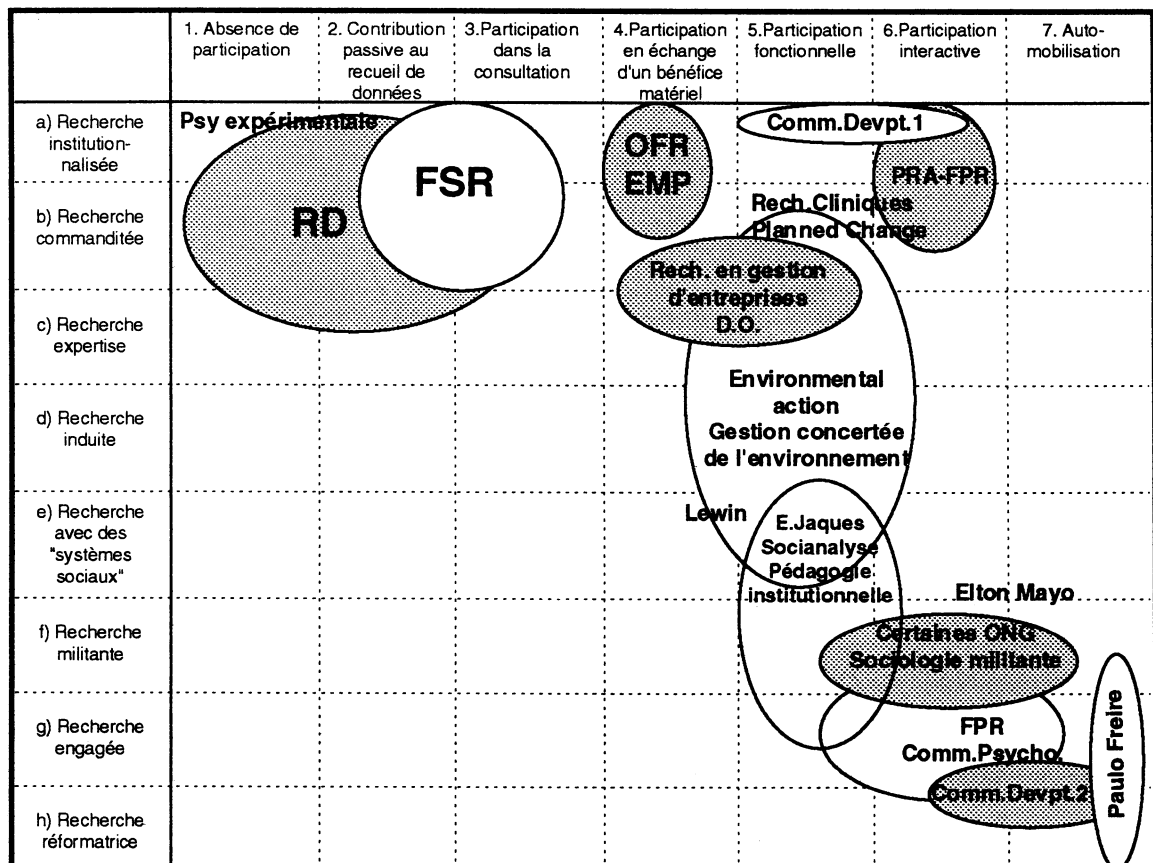 1. Absence de
participation
2. Contribution
passive au
recueil de
données
3.Participation
dans la
consultation
4.Participation
en échange
d'un bénéfice
matériel
5.Participation
fonctionnelle
6.Participation
interactive
7. Auto-
mobilisation
a) Recherche
institution-
nalisée
Psy expérimentale
FSR
RD
OFR
EMP
Comm.Devpt.1
PRA-FPR
b) Recherche
commanditée
Rech.Cliniques
Planned Change
Rech. en gestion
d'entreprises
D.O.
c) Recherche
expertise
Environmental
action
Gestion concertée
de l'environnement
d) Recherche
induite
e) Recherche
avec des
"systèmes
sociaux"
Lewin
E.Jaques
Socianalyse
Pédagogie
institutionnelle
Elton Mayo
f) Recherche
militante
Certaines ONG
Sociologie militante
g) Recherche
engagée
FPR
Comm.Psycho.
Comm.Devpt.2
Paulo Freire
h) Recherche
réformatrice